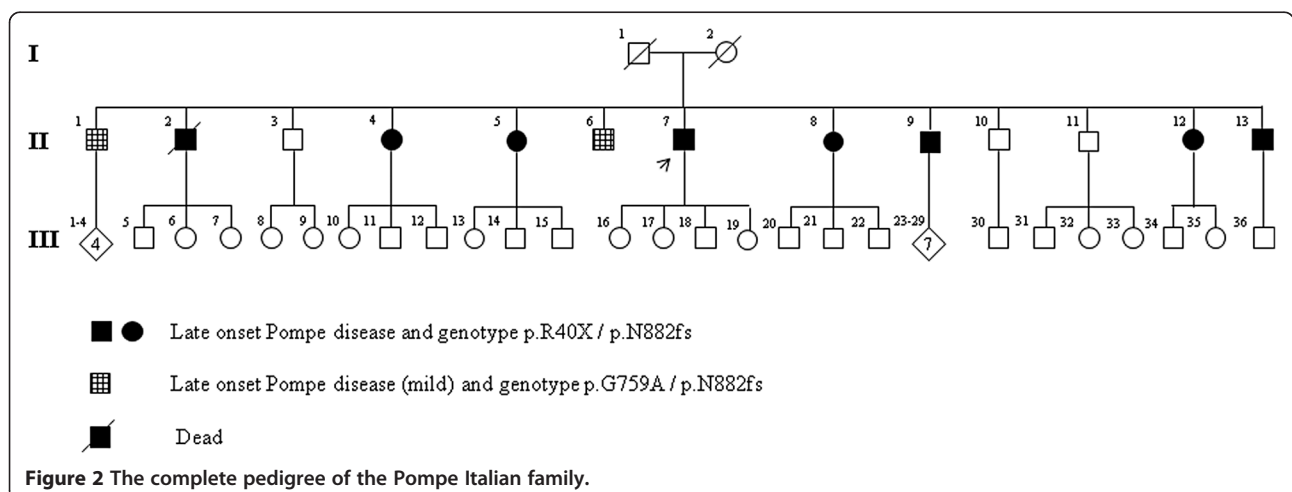 I 1 2
1 2 3 4 5 6 7 8 9 10 11 12 13
II
1-4 5 6 7 8 9 10 11 12 13 14 15 16 17 18 19 20 21 22 23-29 30 31 32 33 34 35 36
III 4 7
Late onset Pompe disease and genotype p.R40X / p.N882fs
Late onset Pompe disease (mild) and genotype p.G759A / p.N882fs
Dead
Figure 2 The complete pedigree of the Pompe Italian family.